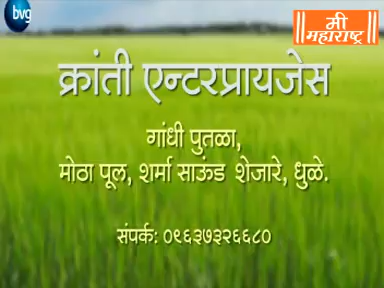 bvg
॥मी॥
महाराष्ट्र
क्रांती एन्टरप्रायजेस
गांधी पुतळा,
मोठा पूल, शर्मा साऊंड शेजारे, धुळे.
संपर्क: ०९६३७३२६६८०